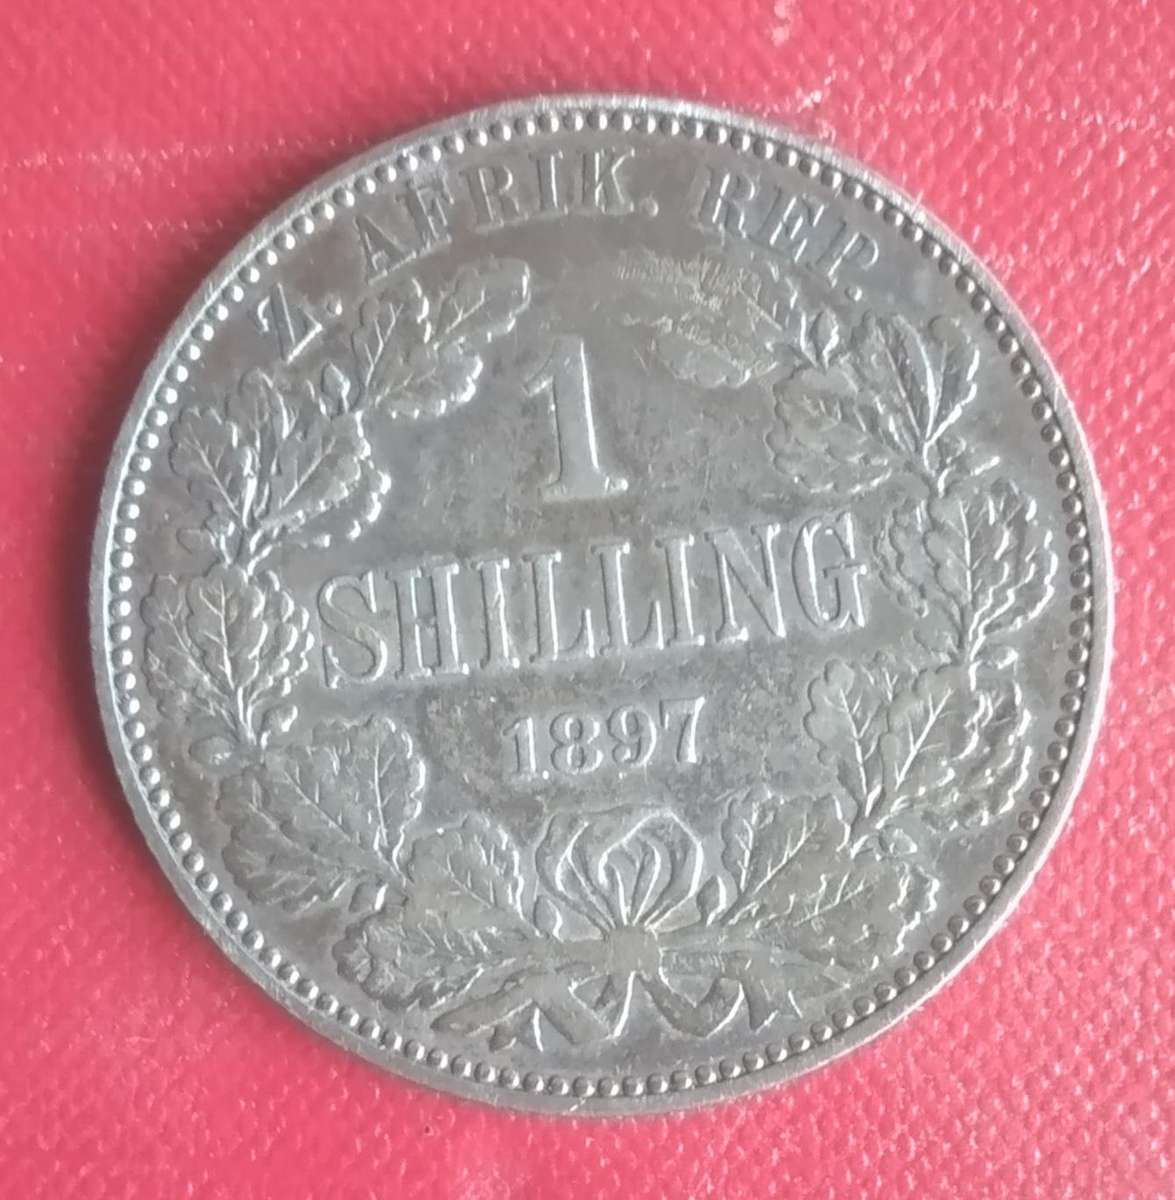 Z. AFRIK. REP.
1
SHILLING
1897